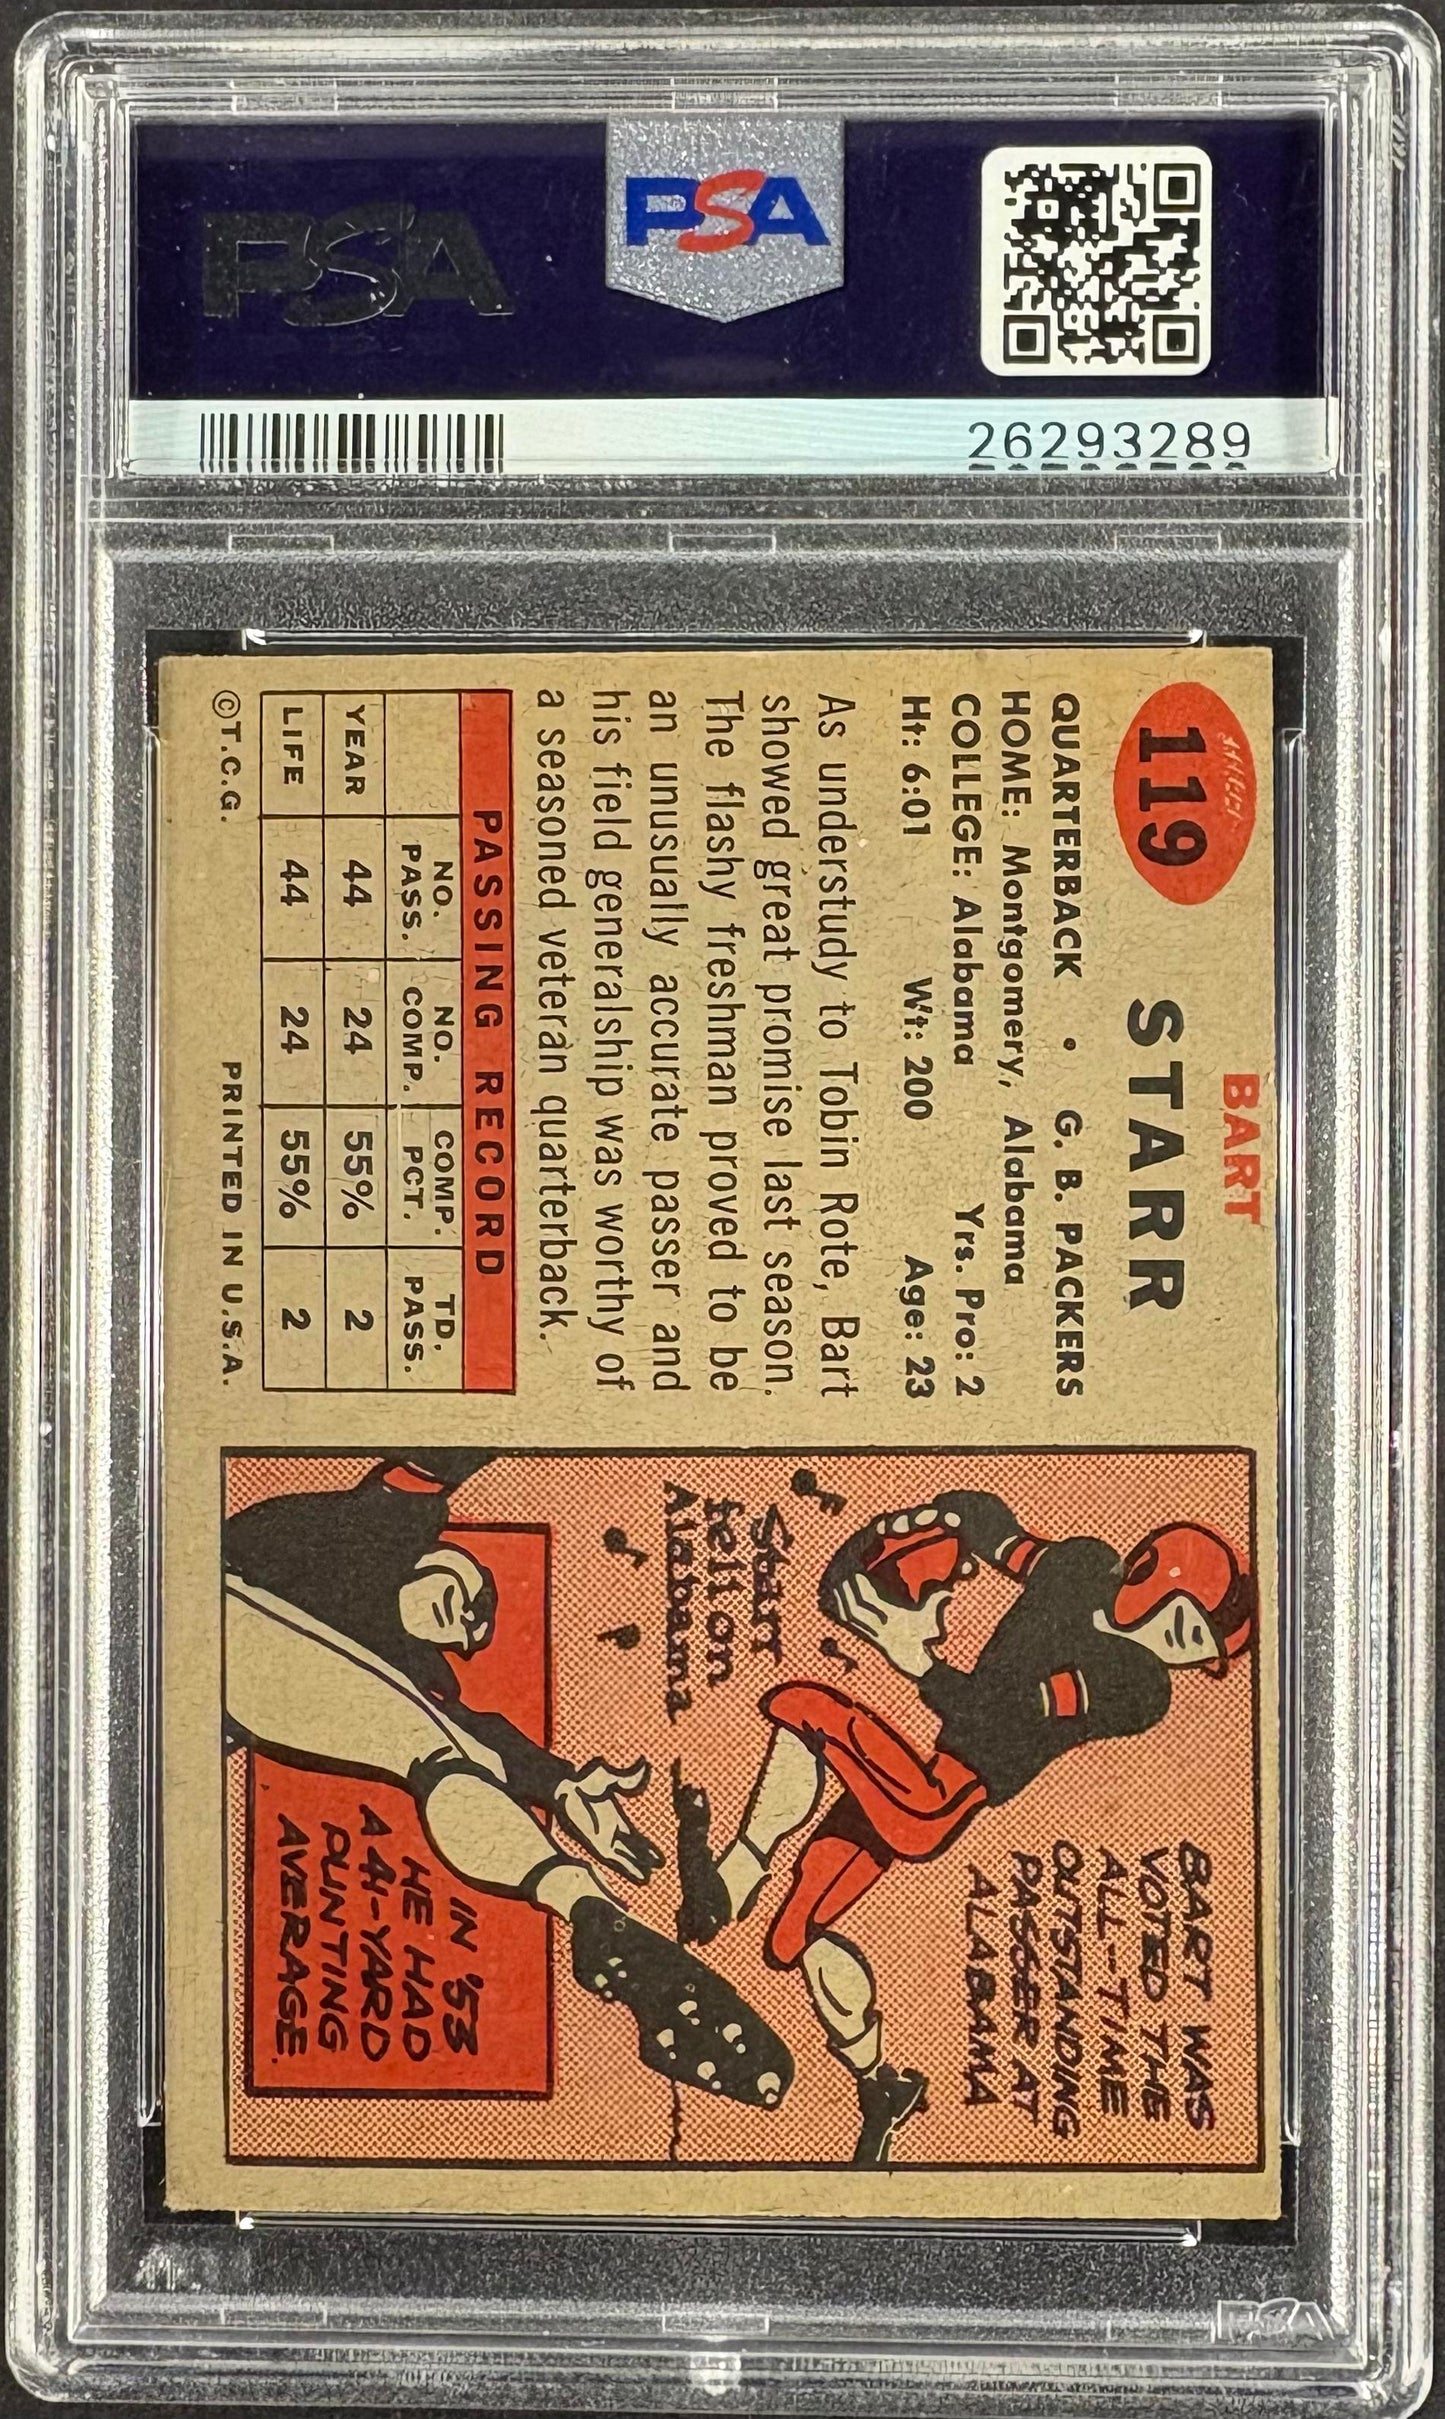 PSA
PSA
26293289
119
BART
STARR
QUARTERBACK • G. B. PACKERS
HOME: Montgomery, Alabama
COLLEGE: Alabama Yrs. Pro: 2
Ht: 6:01 Wt: 200 Age: 23
As understudy to Tobin Rote, Bart
showed great promise last season.
The flashy freshman proved to be
an unusually accurate passer and
his field generalship was worthy of
a seasoned veteran quarterback.
PASSING RECORD
NO. PASS. NO. COMP. COMP. PCT. TD. PASS.
YEAR 44 24 55% 2
LIFE 44 24 55% 2
©T.C.G. PRINTED IN U.S.A.
BART WAS
VOTED THE
ALL-TIME
OUTSTANDING
PASSER AT
ALABAMA
Starr
fell on
Alabama
IN '53
HE HAD
A 41-YARD
PUNTING
AVERAGE.
PSA